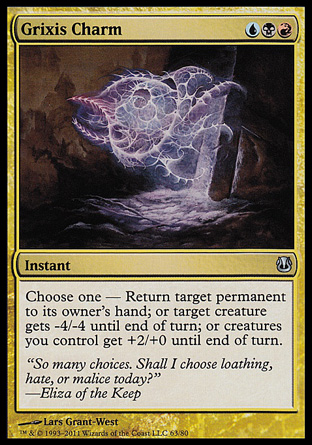 Grixis Charm
Instant
Choose one — Return target permanent
to its owner's hand; or target creature
gets -4/-4 until end of turn; or creatures
you control get +2/+0 until end of turn.
"So many choices. Shall I choose loathing,
hate, or malice today?"
—Eliza of the Keep
Lars Grant-West
™ & © 1993–2011 Wizards of the Coast LLC 63/80